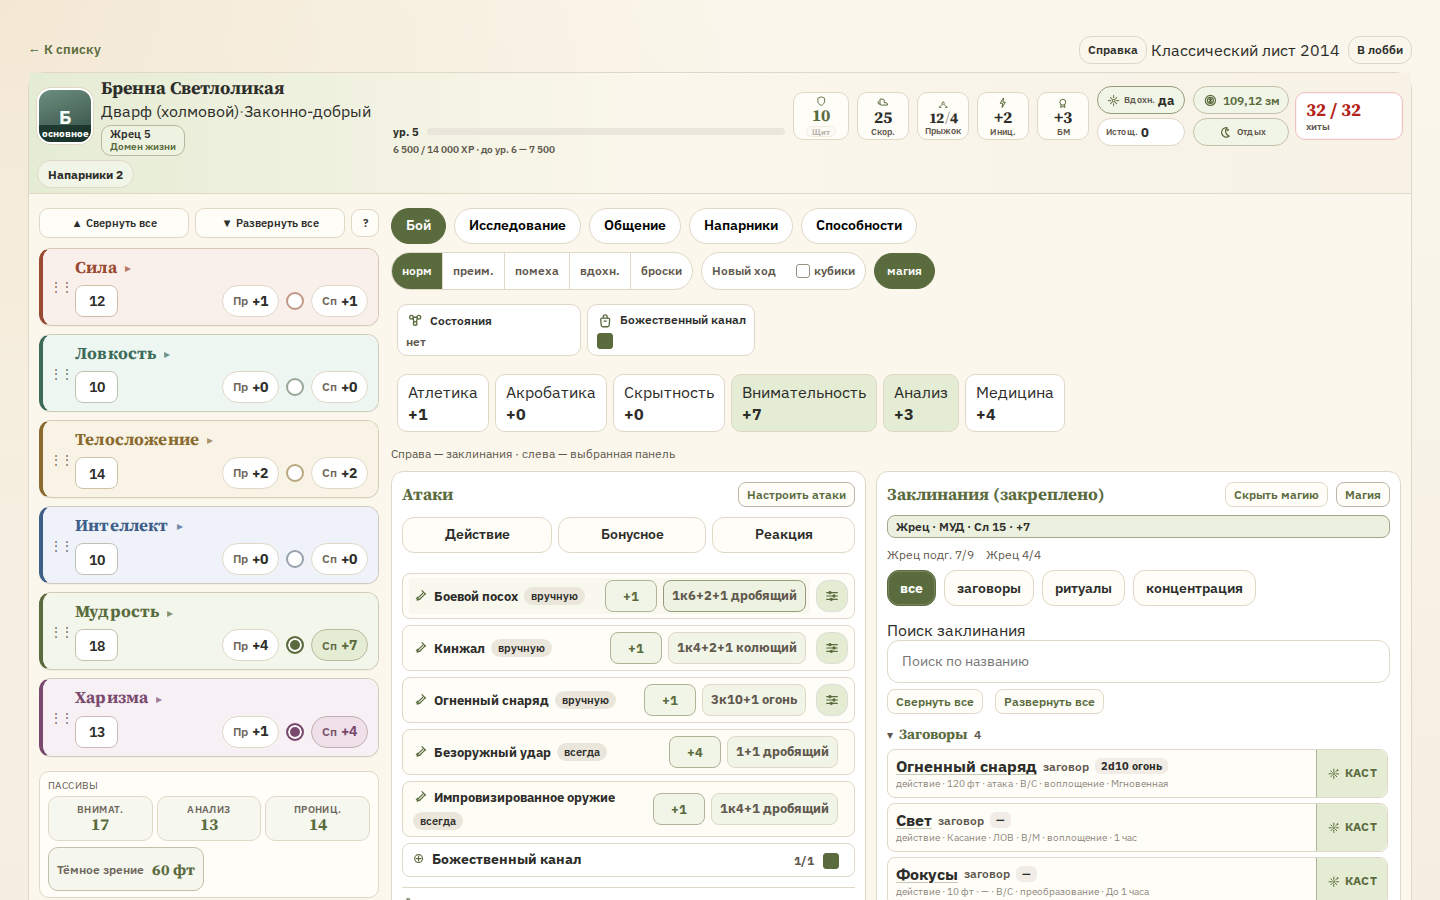 ← К списку
Справка Классический лист 2014 В лобби
Б
основное
Бренна Светлоликая
Дварф (холмовой)·Законно-добрый
Жрец 5
Домен жизни
Напарники 2
ур. 5
6 500 / 14 000 XP · до ур. 6 — 7 500
10
Щит
25
Скор.
12/4
Прыжок
+2
Иниц.
+3
БМ
Вдохн. да
Истощ. 0
109,12 зм
Отдых
32 / 32
хиты
▲ Свернуть все
▼ Развернуть все
?
Сила ▸
12 Пр +1 Сп +1
Ловкость ▸
10 Пр +0 Сп +0
Телосложение ▸
14 Пр +2 Сп +2
Интеллект ▸
10 Пр +0 Сп +0
Мудрость ▸
18 Пр +4 Сп +7
Харизма ▸
13 Пр +1 Сп +4
ПАССИВЫ
ВНИМАТ.
17
АНАЛИЗ
13
ПРОНИЦ.
14
Тёмное зрение 60 фт
Бой Исследование Общение Напарники Способности
норм преим. помеха вдохн. броски Новый ход кубики магия
Состояния
нет
Божественный канал
Атлетика
+1
Акробатика
+0
Скрытность
+0
Внимательность
+7
Анализ
+3
Медицина
+4
Справа — заклинания · слева — выбранная панель
Атаки Настроить атаки
Действие Бонусное Реакция
Боевой посох вручную +1 1к6+2+1 дробящий
Кинжал вручную +1 1к4+2+1 колющий
Огненный снаряд вручную +1 3к10+1 огонь
Безоружный удар всегда +4 1+1 дробящий
Импровизированное оружие
всегда
+1 1к4+1 дробящий
Божественный канал 1/1
Заклинания (закреплено) Скрыть магию Магия
Жрец · МУД · Сл 15 · +7
Жрец подг. 7/9 Жрец 4/4
все заговоры ритуалы концентрация
Поиск заклинания
Поиск по названию
Свернуть все Развернуть все
▾ Заговоры 4
Огненный снаряд заговор 2d10 огонь
действие · 120 фт · атака · В/С · воплощение · Мгновенная
КАСТ
Свет заговор —
действие · Касание · ЛОВ · В/М · воплощение · 1 час
КАСТ
Фокусы заговор —
действие · 10 фт · — · В/С · преобразование · До 1 часа
КАСТ